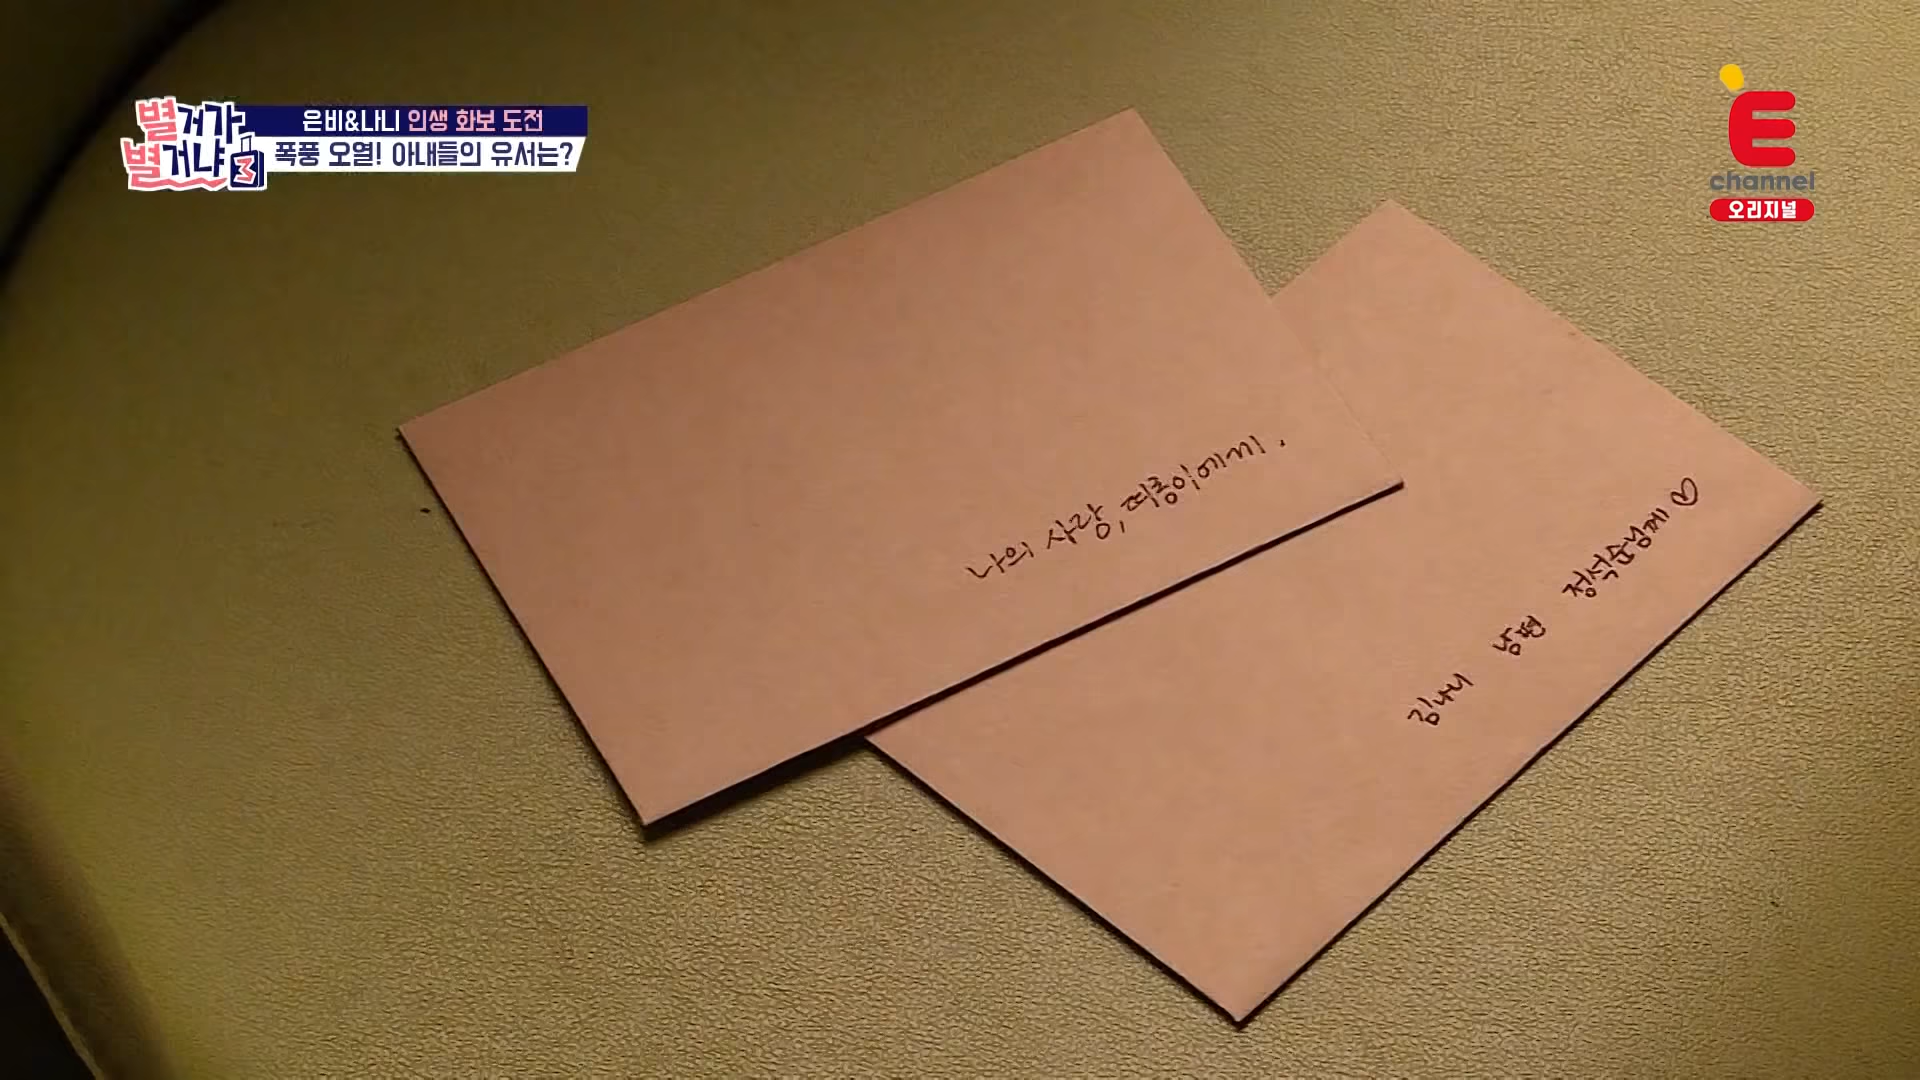 별거가
별거냐
3
은비&나니 인생 화보 도전
폭풍 오열! 아내들의 유서는?
E
channel
오리지널
나의 사랑, 띠롱이에께.
김나니 남편 정석순님께♡